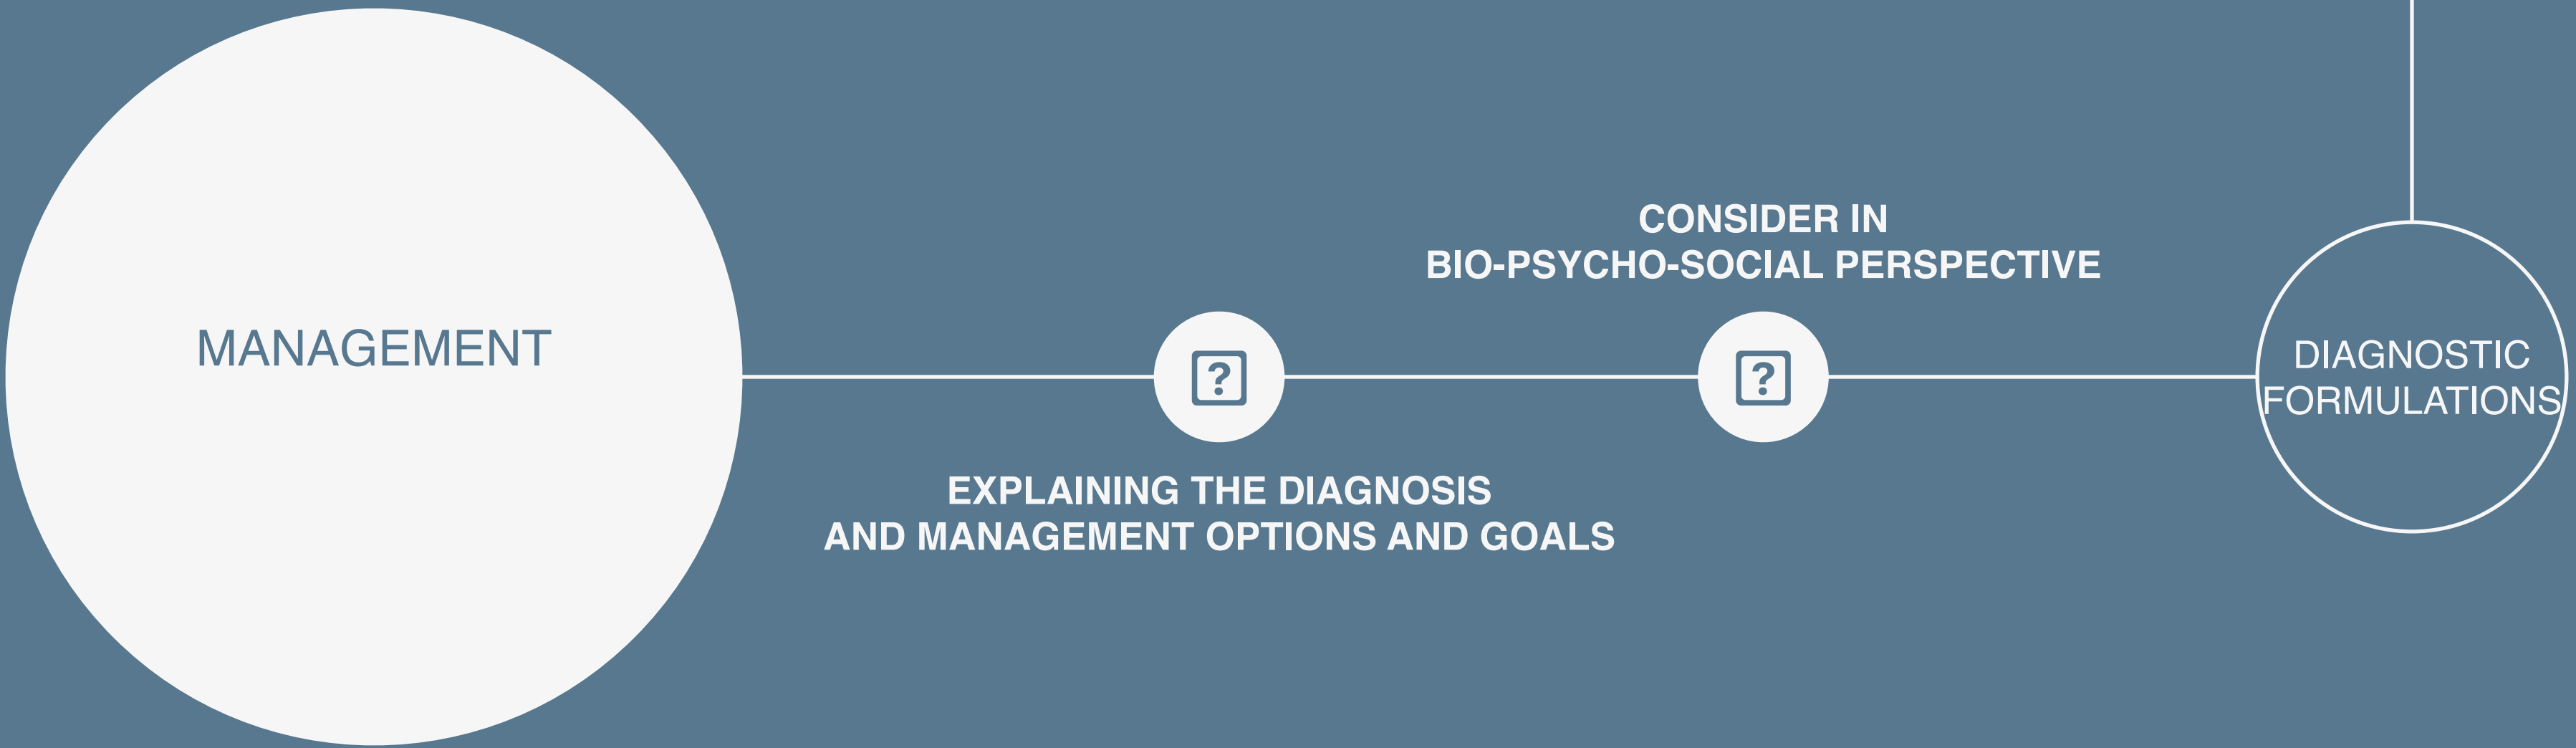 CONSIDER IN
BIO-PSYCHO-SOCIAL PERSPECTIVE
MANAGEMENT
?
?
DIAGNOSTIC
FORMULATIONS
EXPLAINING THE DIAGNOSIS
AND MANAGEMENT OPTIONS AND GOALS